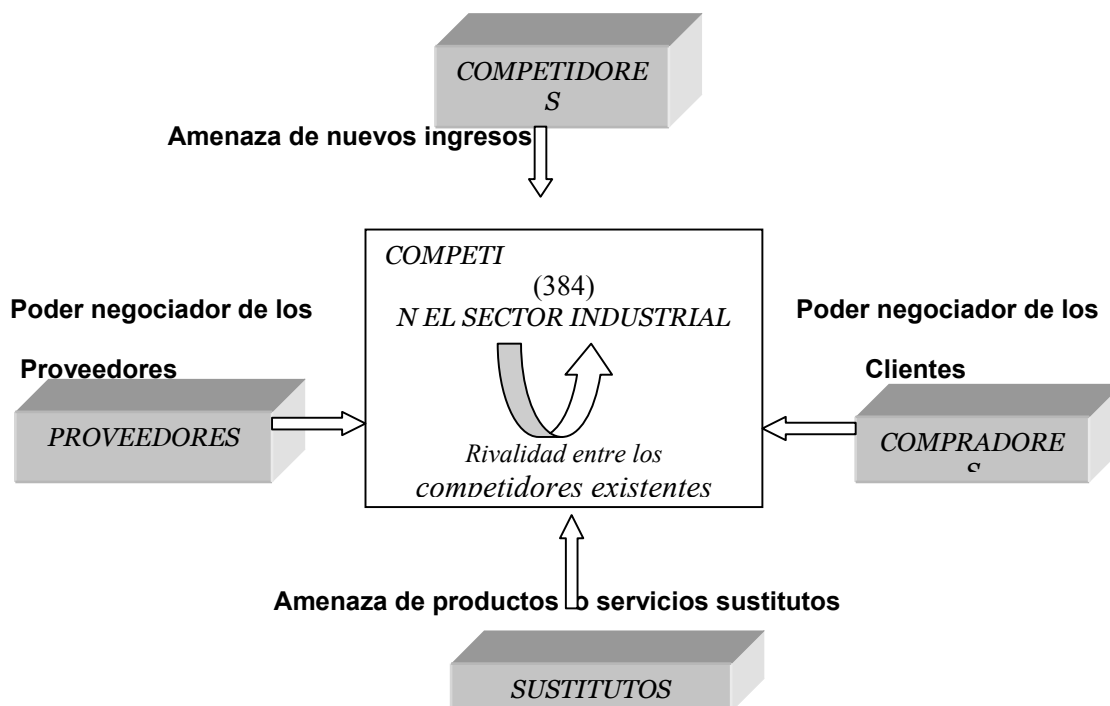 COMPETIDORE
S
Amenaza de nuevos ingresos
COMPETI
(384)
N EL SECTOR INDUSTRIAL
Poder negociador de los
Proveedores
PROVEEDORES
Poder negociador de los
Clientes
COMPRADORE
S
Rivalidad entre los
competidores existentes
Amenaza de productos o servicios sustitutos
SUSTITUTOS